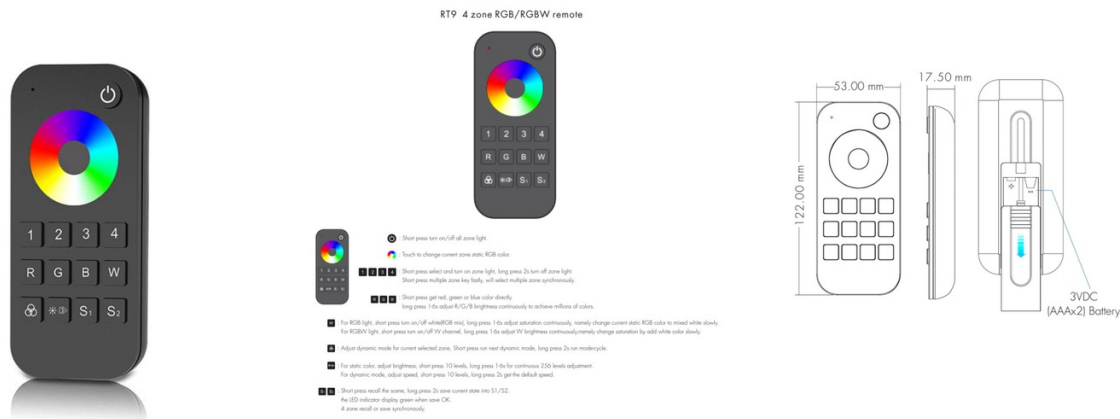 RT9 4 zone RGB/RGBW remote
1 2 3 4
R G B W
S1 S2
1 2 3 4
R G B W
S1 S2
Short press turn on/off all zone light.
Touch to change current zone static RGB color.
1 2 3 4 Short press select and turn on zone light, long press 2s turn off zone light.
Short press multiple zone key fastly, will select multiple zone synchronously.
R G B : Short press get red, green or blue color directly.
long press 1-6s adjust R/G/B brightness continuously to achieve millions of colors.
: For RGB light, short press turn on/off white(RGB mix), long press 1-6s adjust saturation continuously, namely change current static RGB color to mixed white slowly.
For RGBW light, short press turn on/off W channel, long press 1-6s adjust W brightness continuously,namely change saturation by add white color slowly.
: Adjust dynamic mode for current selected zone. Short press run next dynamic mode, long press 2s run mode-cycle.
: For static color, adjust brightness, short press 10 levels, long press 1-6s for continuous 256 levels adjustment.
For dynamic mode, adjust speed, short press 10 levels, long press 2s get the default speed.
: Short press recall the scene, long press 2s save current state into S1/S2.
the LED indicator display green when save OK.
4 zone recall or save synchronously.
53.00 mm
17.50 mm
122.00 mm
3VDC
(AAAx2) Battery